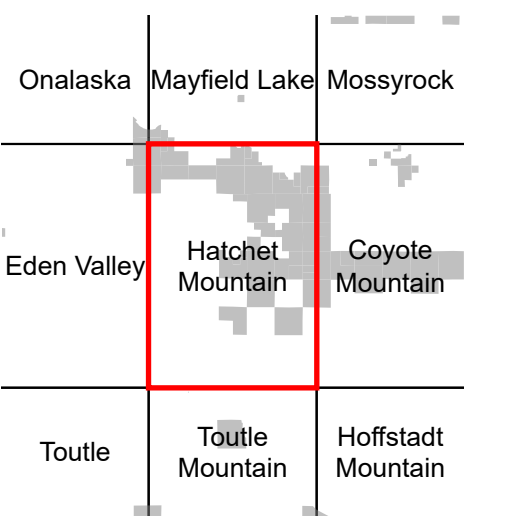 Onalaska Mayfield Lake Mossyrock
Eden Valley
Hatchet
Mountain
Coyote
Mountain
Toutle
Toutle
Mountain
Hoffstadt
Mountain